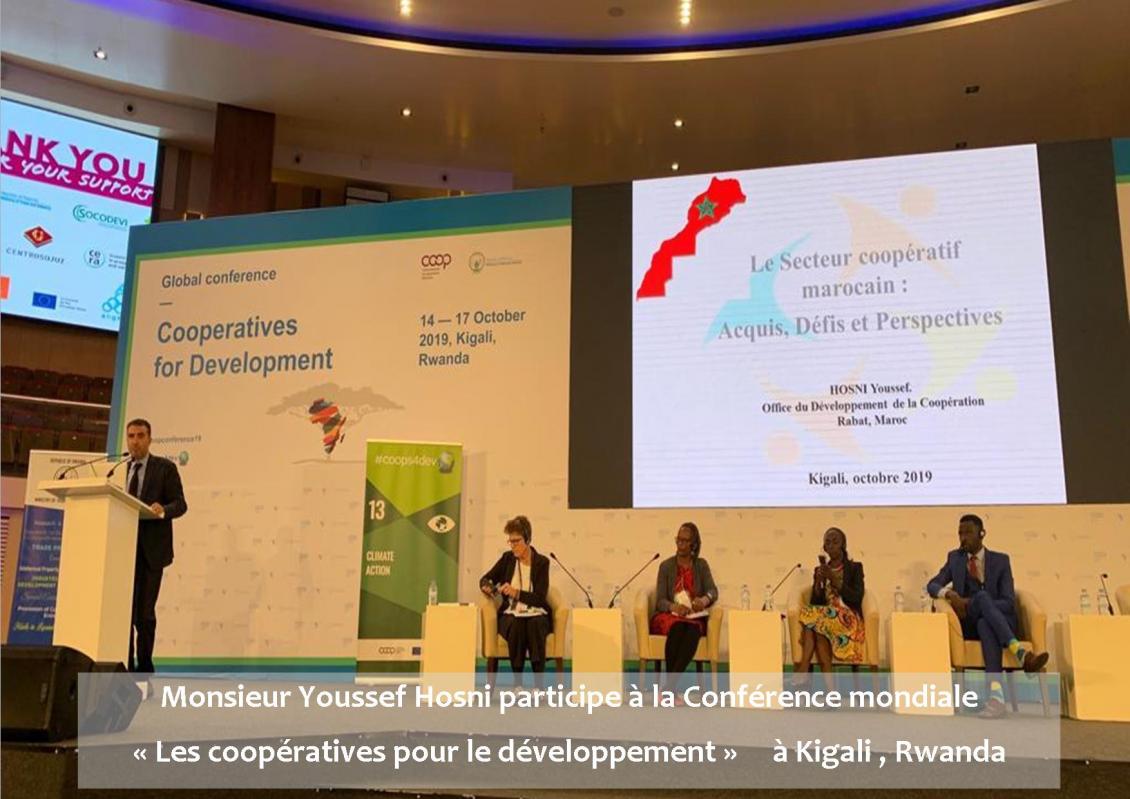 NK YOU
R YOUR SUPPORT
SOCODEVI
CENTROSOJUZ
cera
Global conference
Cooperatives
for Development
coop
14 — 17 October
2019, Kigali,
Rwanda
Le Secteur coopératif
marocain :
Acquis, Défis et Perspectives
HOSNI Youssef.
Office du Développement de la Coopération
Rabat, Maroc
Kigali, octobre 2019
#coops4dev
13
CLIMATE
ACTION
coop
Monsieur Youssef Hosni participe à la Conférence mondiale
« Les coopératives pour le développement » à Kigali , Rwanda